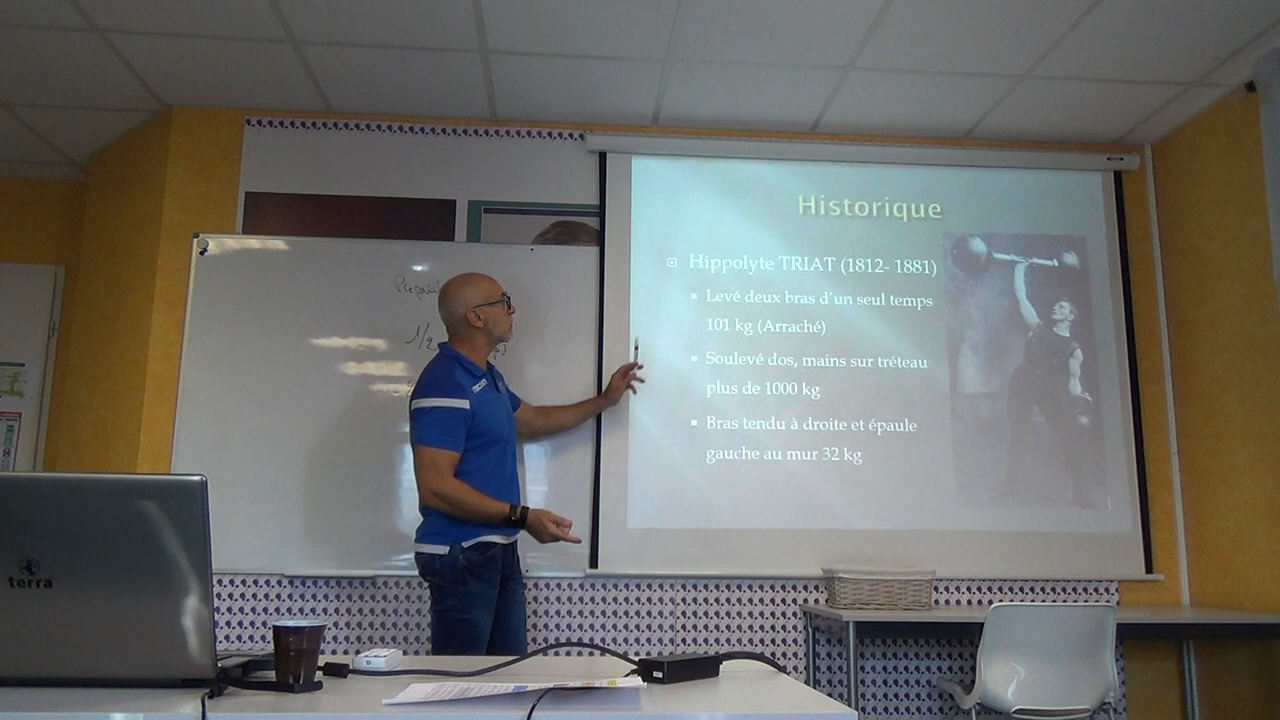 Historique
Hippolyte TRIAT (1812- 1881)
Levé deux bras d'un seul temps
101 kg (Arraché)
Soulevé dos, mains sur tréteau
plus de 1000 kg
Bras tendu à droite et épaule
gauche au mur 32 kg
terra